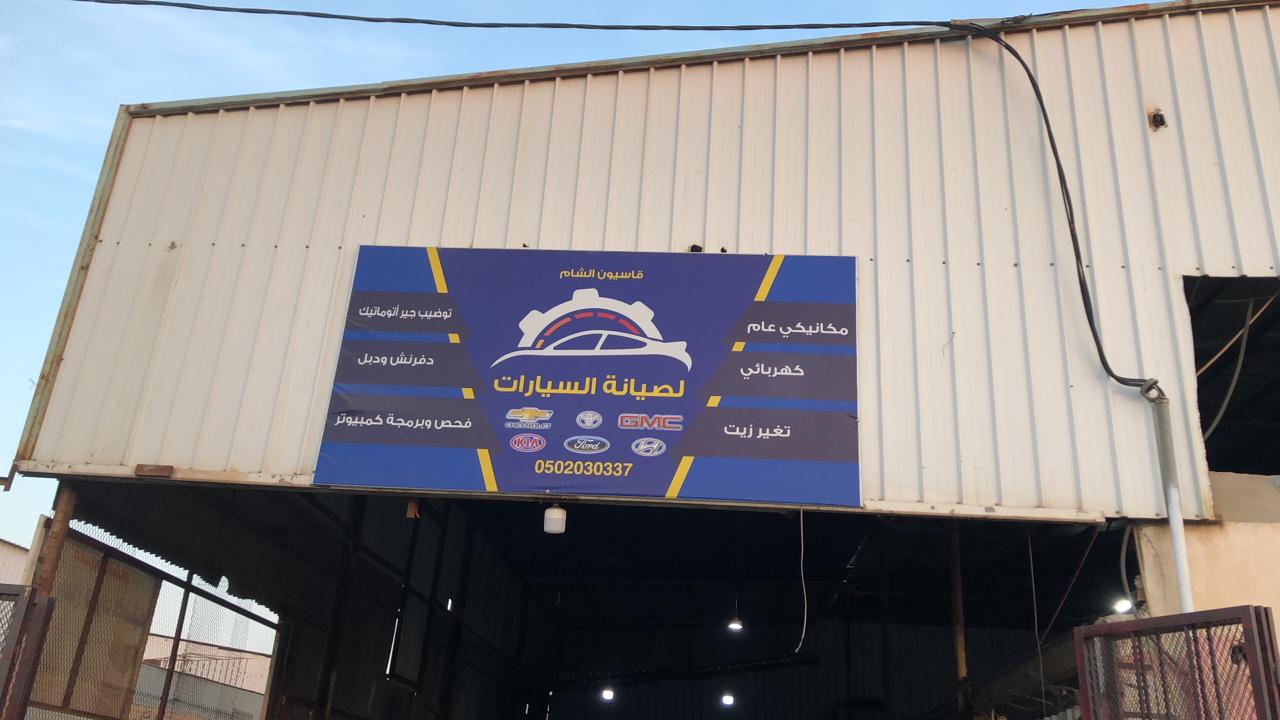 قاسيون الشام
لصيانة السيارات
مكانيكي عام
كهربائي
تغير زيت
توضيب جير أتوماتيك
دفرنش ودبل
فحص وبرمجة كمبيوتر
CHEVROLET
GMC
KIA
Ford
0502030337